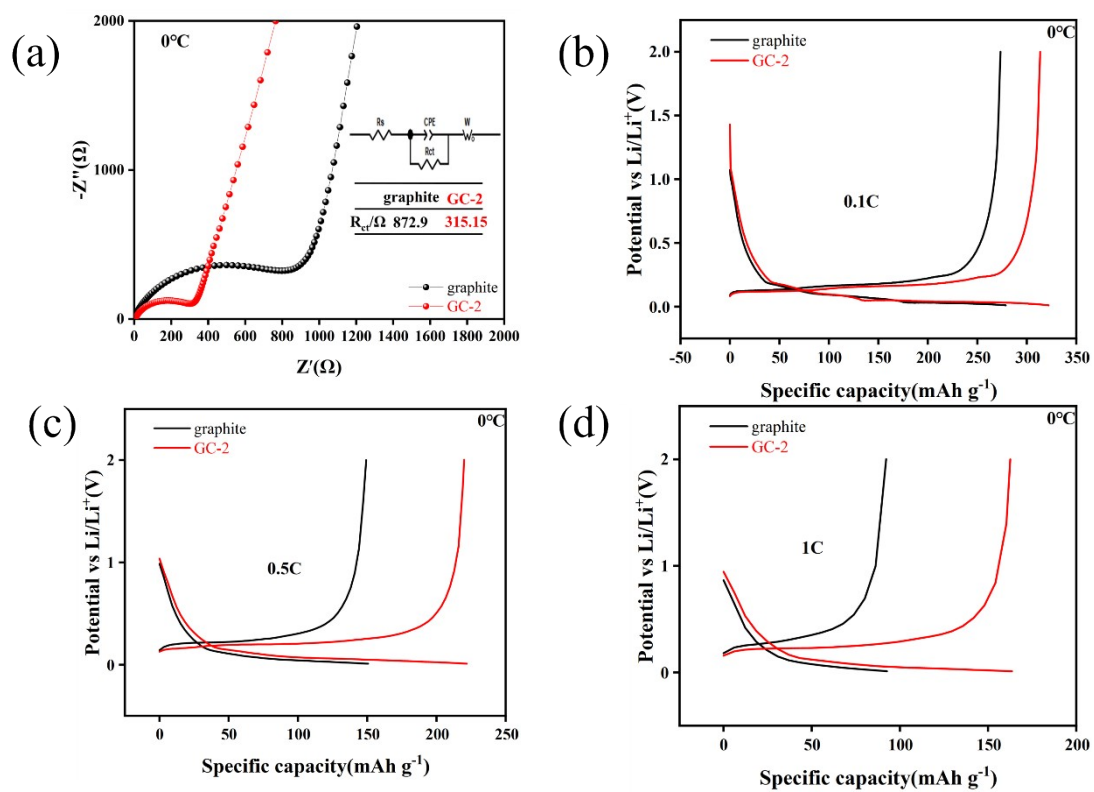 (a)
0°C
2000
1000
0
-Z''(Ω)
Rs
CPE
W
o
Rct
graphite GC-2
Rct/Ω 872.9 315.15
graphite
GC-2
0 200 400 600 800 1000 1200 1400 1600 1800 2000
Z'(Ω)
(b)
0°C
graphite
GC-2
2.0
1.5
1.0
0.5
0.0
Potential vs Li/Li⁺(V)
0.1C
-50 0 50 100 150 200 250 300 350
Specific capacity(mAh g⁻¹)
(c)
0°C
graphite
GC-2
2
1
0
Potential vs Li/Li⁺(V)
0.5C
0 50 100 150 200 250
Specific capacity(mAh g⁻¹)
(d)
0°C
graphite
GC-2
2
1
0
Potential vs Li/Li⁺(V)
1C
0 50 100 150 200
Specific capacity(mAh g⁻¹)